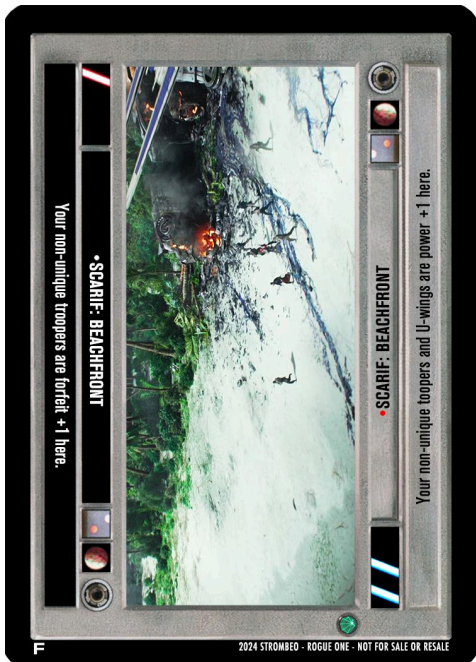 •SCARIF: BEACHFRONT
Your non-unique troopers are forfeit +1 here.
•SCARIF: BEACHFRONT
Your non-unique toopers and U-wings are power +1 here.
F
2024 STROMBEO - ROGUE ONE - NOT FOR SALE OR RESALE